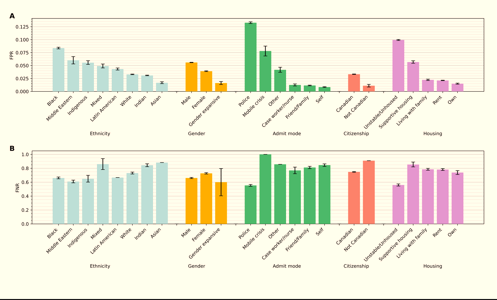 A
0.125
0.100
0.075
0.050
0.025
0.000
FPR
Black
Middle Eastern
Indigenous
Mixed
Latin American
White
Indian
Asian
Male
Female
Gender expansive
Police
Mobile crisis
Other
Case worker/nurse
Friend/Family
Self
Canadian
Not Canadian
Unstable/Unhoused
Supportive housing
Living with family
Rent
Own
Ethnicity
Gender
Admit mode
Citizenship
Housing
B
1.0
0.8
0.6
0.4
0.2
0.0
FNR
Black
Middle Eastern
Indigenous
Mixed
Latin American
White
Indian
Asian
Male
Female
Gender expansive
Police
Mobile crisis
Other
Case worker/nurse
Friend/Family
Self
Canadian
Not Canadian
Unstable/Unhoused
Supportive housing
Living with family
Rent
Own
Ethnicity
Gender
Admit mode
Citizenship
Housing